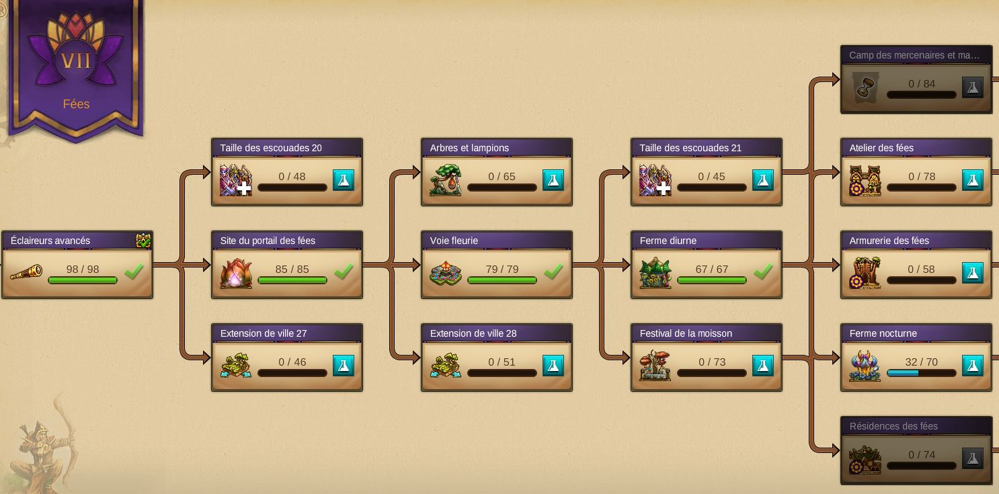 VII
Fées
Éclaireurs avancés
98 / 98
Taille des escouades 20
0 / 48
Site du portail des fées
85 / 85
Extension de ville 27
0 / 46
Arbres et lampions
0 / 65
Voie fleurie
79 / 79
Extension de ville 28
0 / 51
Taille des escouades 21
0 / 45
Ferme diurne
67 / 67
Festival de la moisson
0 / 73
Camp des mercenaires et ma...
0 / 84
Atelier des fées
0 / 78
Armurerie des fées
0 / 58
Ferme nocturne
32 / 70
Résidences des fées
0 / 74